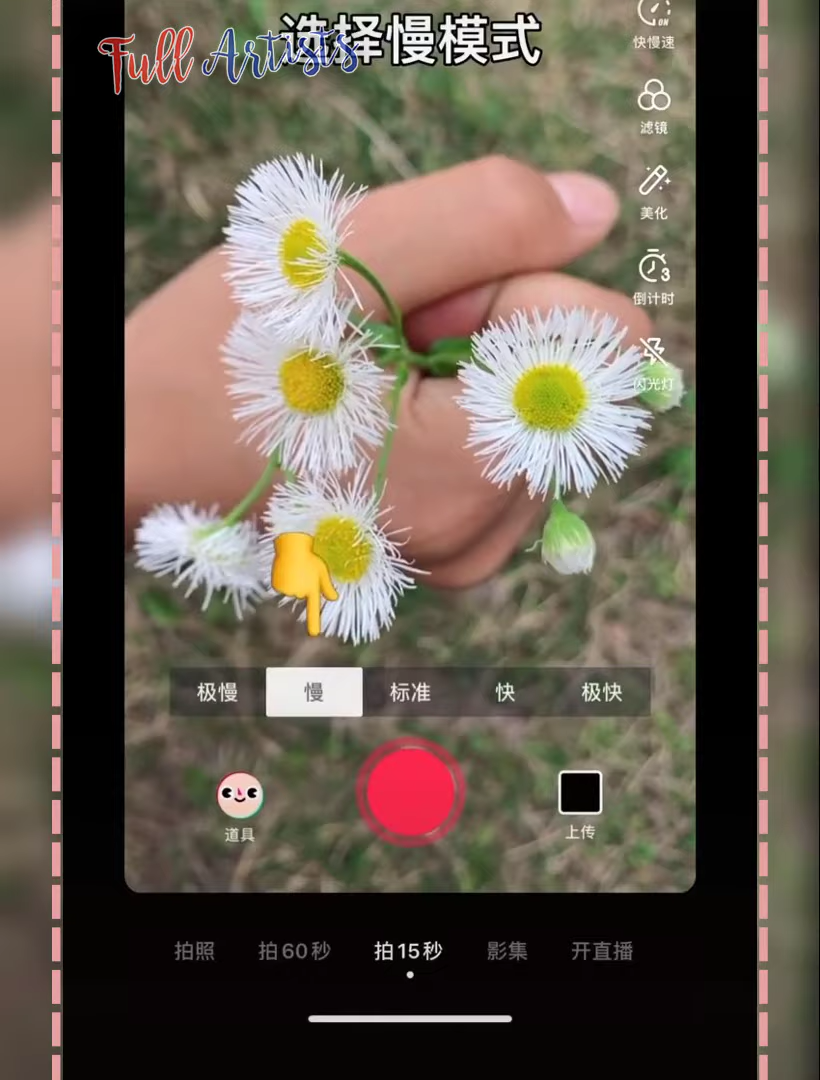 选择慢模式
Full Artists
ON
快慢速
滤镜
美化
3
倒计时
闪光灯
极慢 慢 标准 快 极快
道具 上传
拍照 拍60秒 拍15秒 影集 开直播